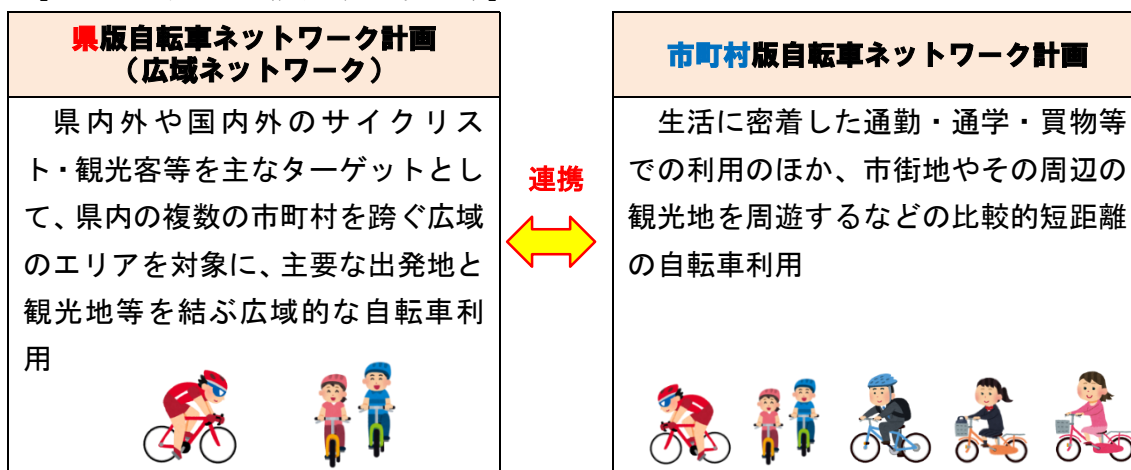 県版自転車ネットワーク計画
（広域ネットワーク）
県内外や国内外のサイクリス
ト・観光客等を主なターゲットとし
て、県内の複数の市町村を跨ぐ広域
のエリアを対象に、主要な出発地と
観光地等を結ぶ広域的な自転車利
用
連携
市町村版自転車ネットワーク計画
生活に密着した通勤・通学・買物等
での利用のほか、市街地やその周辺の
観光地を周遊するなどの比較的短距離
の自転車利用